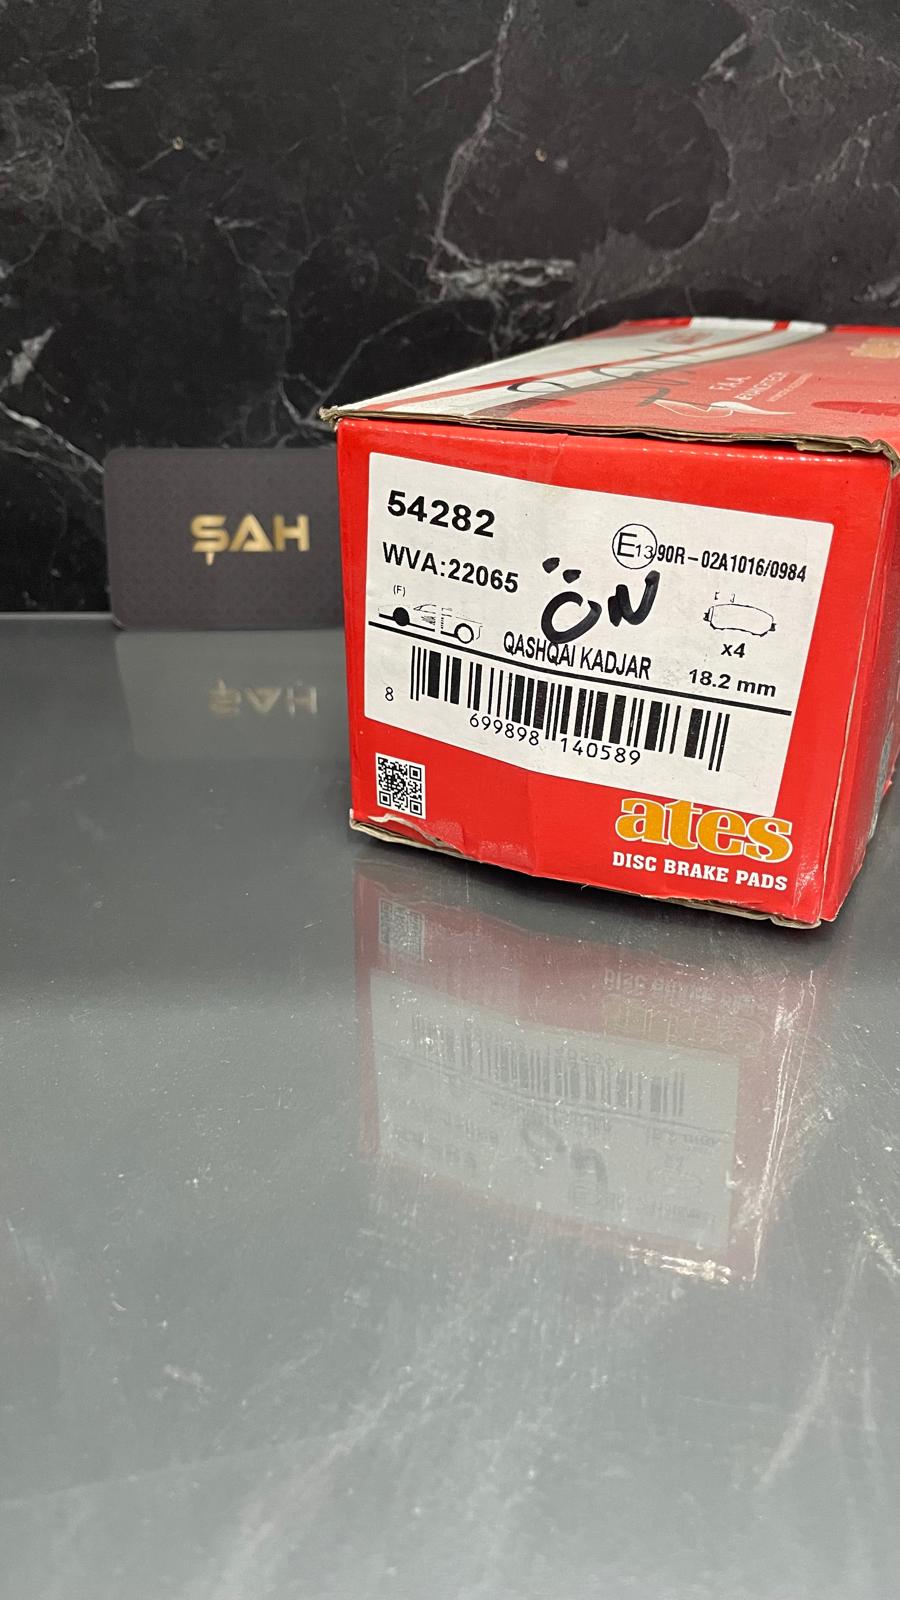 F.A.A.
ŞAH
54282
E13 90R-02A1016/0984
WVA:22065
(F)
ÖN
QASHQAI KADJAR
x4
18.2 mm
8 699898 140589
ates
DISC BRAKE PADS